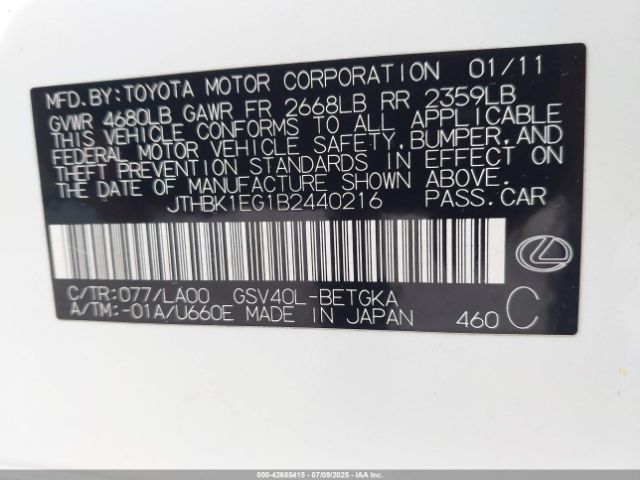 MFD. BY: TOYOTA MOTOR CORPORATION 01/11
GVWR 4680LB GAWR FR 2668LB RR 2359LB
THIS VEHICLE CONFORMS TO ALL APPLICABLE
FEDERAL MOTOR VEHICLE SAFETY, BUMPER, AND
THEFT PREVENTION STANDARDS IN EFFECT ON
THE DATE OF MANUFACTURE SHOWN ABOVE.
JTHBK1EG1B2440216 PASS. CAR
C/TR: 077/LA00 GSV40L-BETGKA
A/TM: -01A/U660E MADE IN JAPAN 460 C
000-42685415 | 07/09/2025 | IAA Inc.